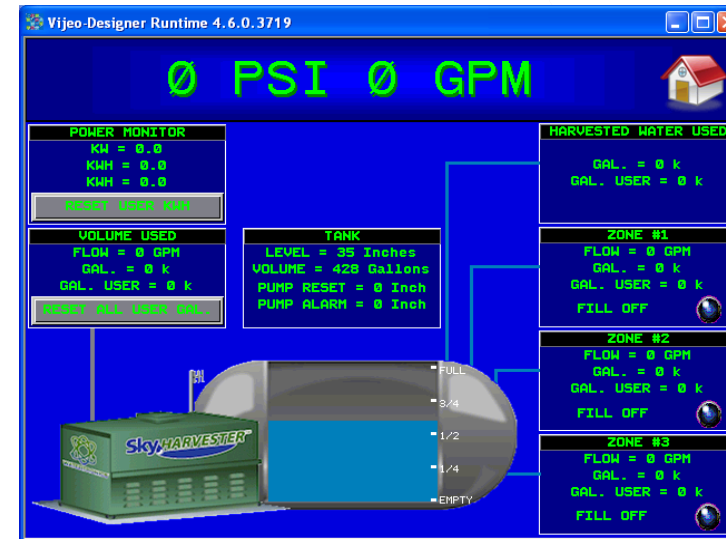 Vijeo-Designer Runtime 4.6.0.3719
0 PSI 0 GPM
POWER MONITOR
KW = 0.0
KWH = 0.0
KWH = 0.0
RESET USER KWH
VOLUME USED
FLOW = 0 GPM
GAL. = 0 k
GAL. USER = 0 k
RESET ALL USER GAL.
TANK
LEVEL = 35 Inches
VOLUME = 428 Gallons
PUMP RESET = 0 Inch
PUMP ALARM = 0 Inch
HARVESTED WATER USED
GAL. = 0 k
GAL. USER = 0 k
ZONE #1
FLOW = 0 GPM
GAL. = 0 k
GAL. USER = 0 k
FILL OFF
ZONE #2
FLOW = 0 GPM
GAL. = 0 k
GAL. USER = 0 k
FILL OFF
ZONE #3
FLOW = 0 GPM
GAL. = 0 k
GAL. USER = 0 k
FILL OFF
FULL
3/4
1/2
1/4
EMPTY
SkyHARVESTER